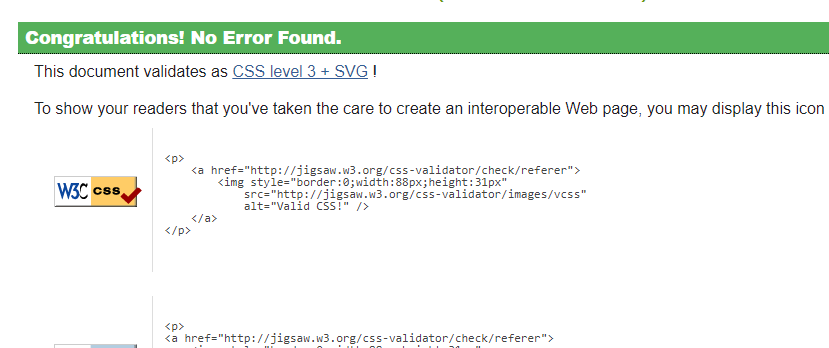 Congratulations! No Error Found.
This document validates as CSS level 3 + SVG !
To show your readers that you've taken the care to create an interoperable Web page, you may display this icon
W3C css
<p>
<a href="http://jigsaw.w3.org/css-validator/check/referer">
<img style="border:0;width:88px;height:31px"
src="http://jigsaw.w3.org/css-validator/images/vcss"
alt="Valid CSS!" />
</a>
</p>
<p>
<a href="http://jigsaw.w3.org/css-validator/check/referer">